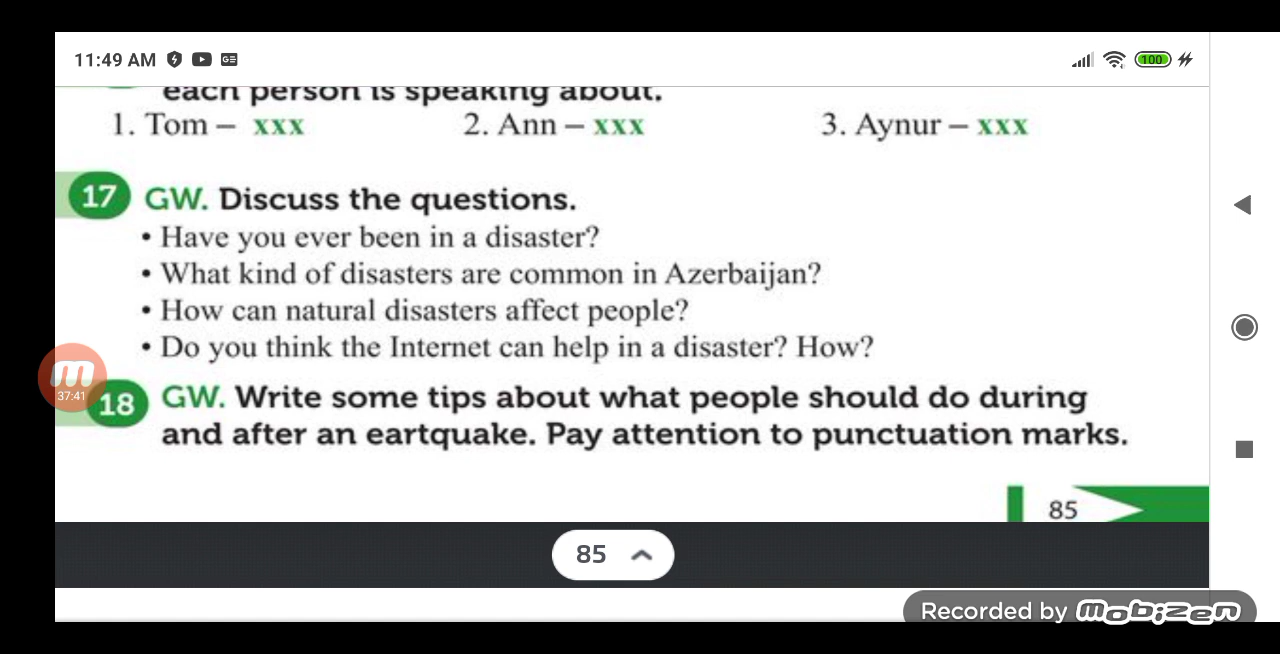 11:49 AM
100
each person is speaking about.
1. Tom – xxx 2. Ann – xxx 3. Aynur – xxx
17 GW. Discuss the questions.
• Have you ever been in a disaster?
• What kind of disasters are common in Azerbaijan?
• How can natural disasters affect people?
• Do you think the Internet can help in a disaster? How?
37:41
18 GW. Write some tips about what people should do during
and after an eartquake. Pay attention to punctuation marks.
85
85
Recorded by mobizen